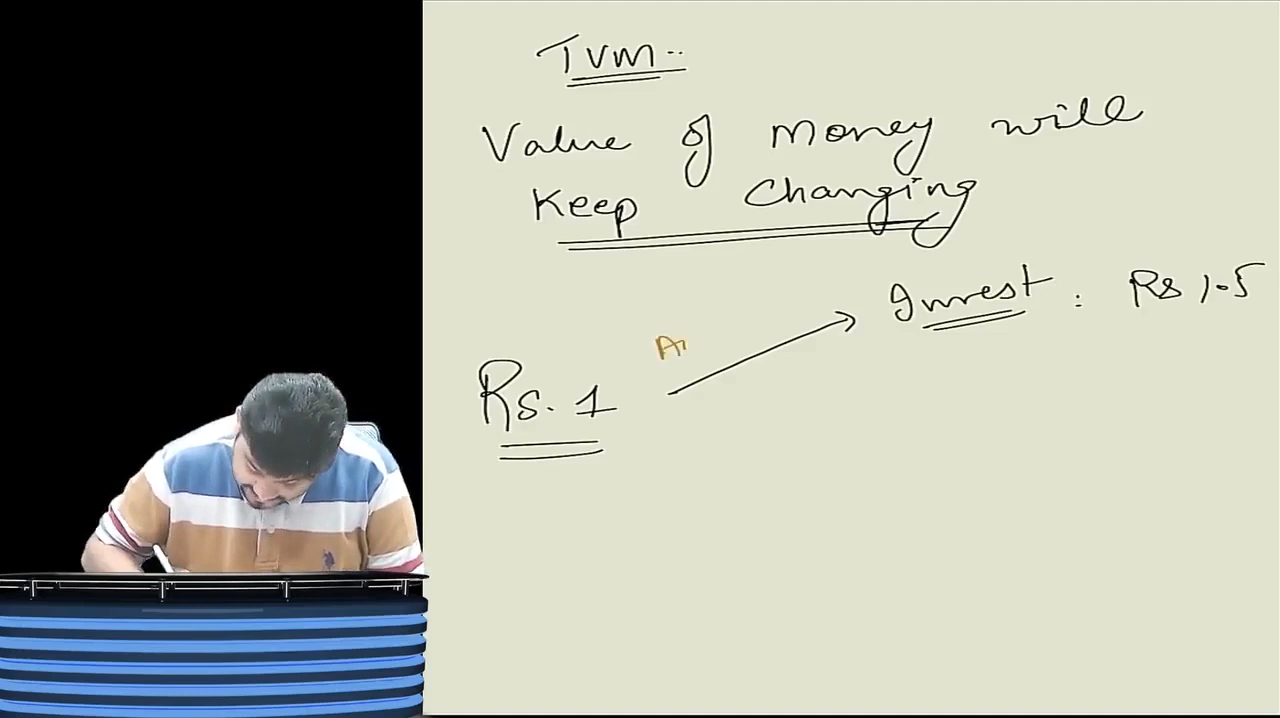 TVM..
Value of Money will
Keep Changing
Invest : Rs 1.5
A
Rs. 1